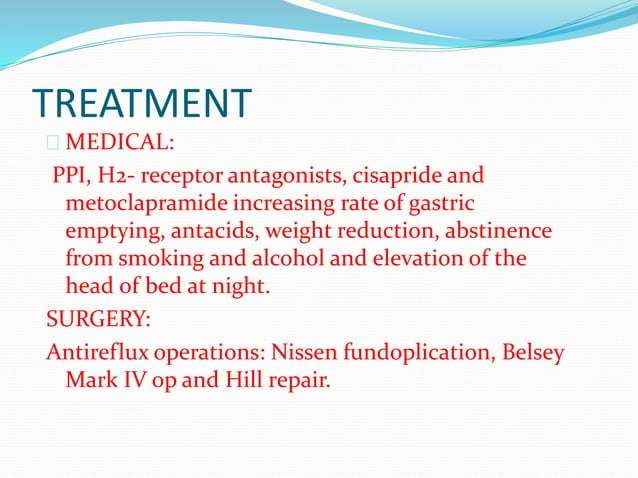 TREATMENT
MEDICAL:
PPI, H2- receptor antagonists, cisapride and
metoclapramide increasing rate of gastric
emptying, antacids, weight reduction, abstinence
from smoking and alcohol and elevation of the
head of bed at night.
SURGERY:
Antireflux operations: Nissen fundoplication, Belsey
Mark IV op and Hill repair.